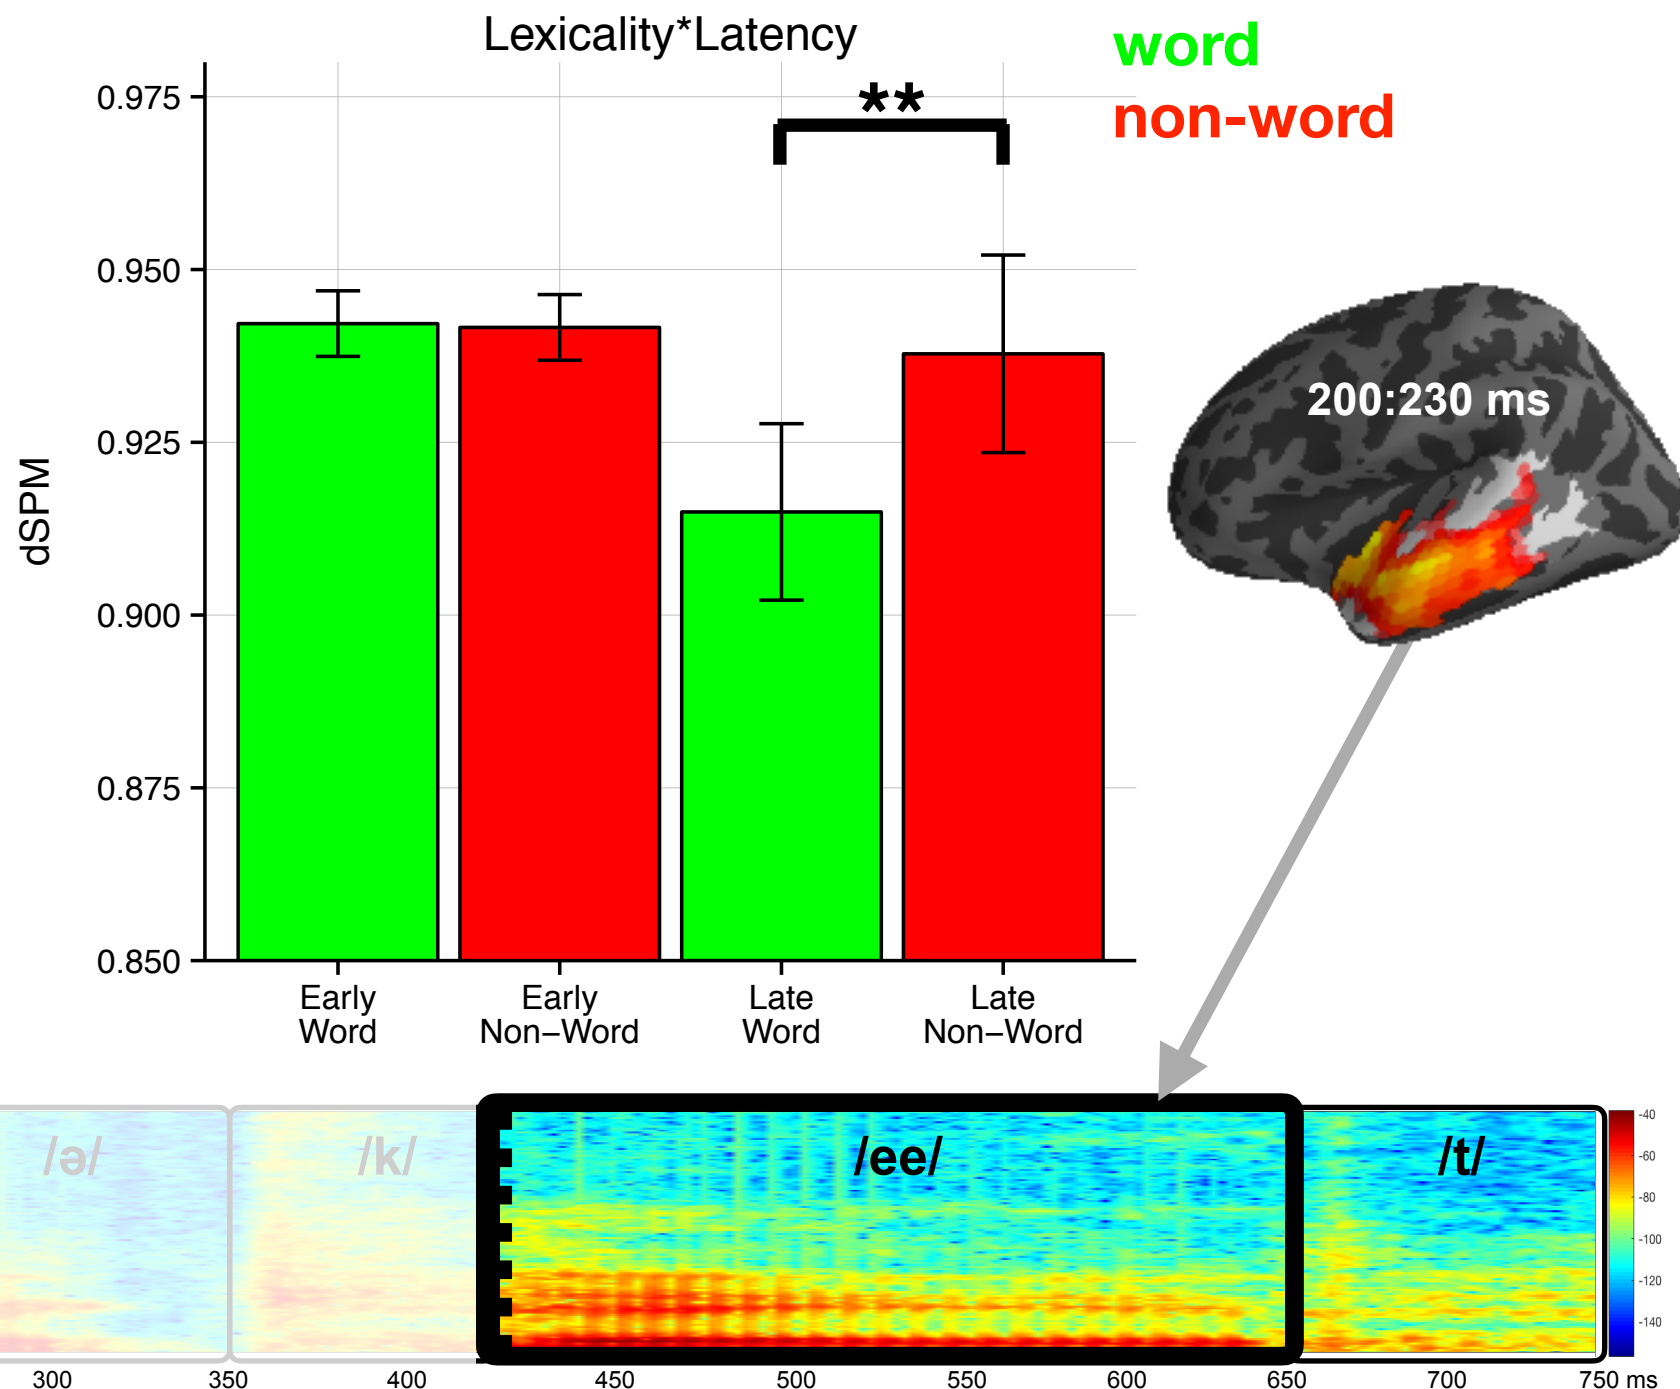 Lexicality*Latency
word
non-word
**
0.975
0.950
0.925
0.900
0.875
0.850
dSPM
200:230 ms
Early
Word
Early
Non−Word
Late
Word
Late
Non−Word
/ə/
/k/
/ee/
/t/
-40
-60
-80
-100
-120
-140
300 350 400 450 500 550 600 650 700 750 ms